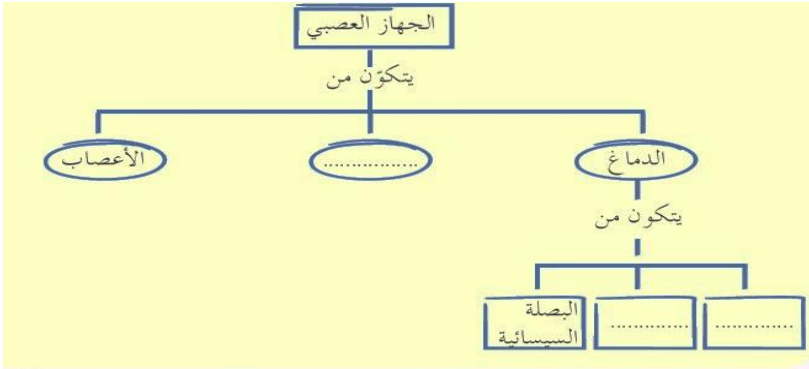 الجهاز العصبي
يتكوّن من
الدماغ
................
الأعصاب
يتكون من
.............
.............
البصلة
السيسائية